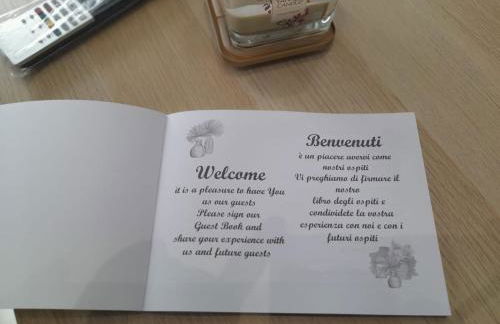 Welcome
it is a pleasure to have You
as our guests
Please sign our
Guest Book and
share your experience with
us and future guests
Benvenuti
è un piacere avervi come
nostri ospiti
Vi preghiamo di firmare il
nostro
libro degli ospiti e
condividete la vostra
esperienza con noi e con i
futuri ospiti